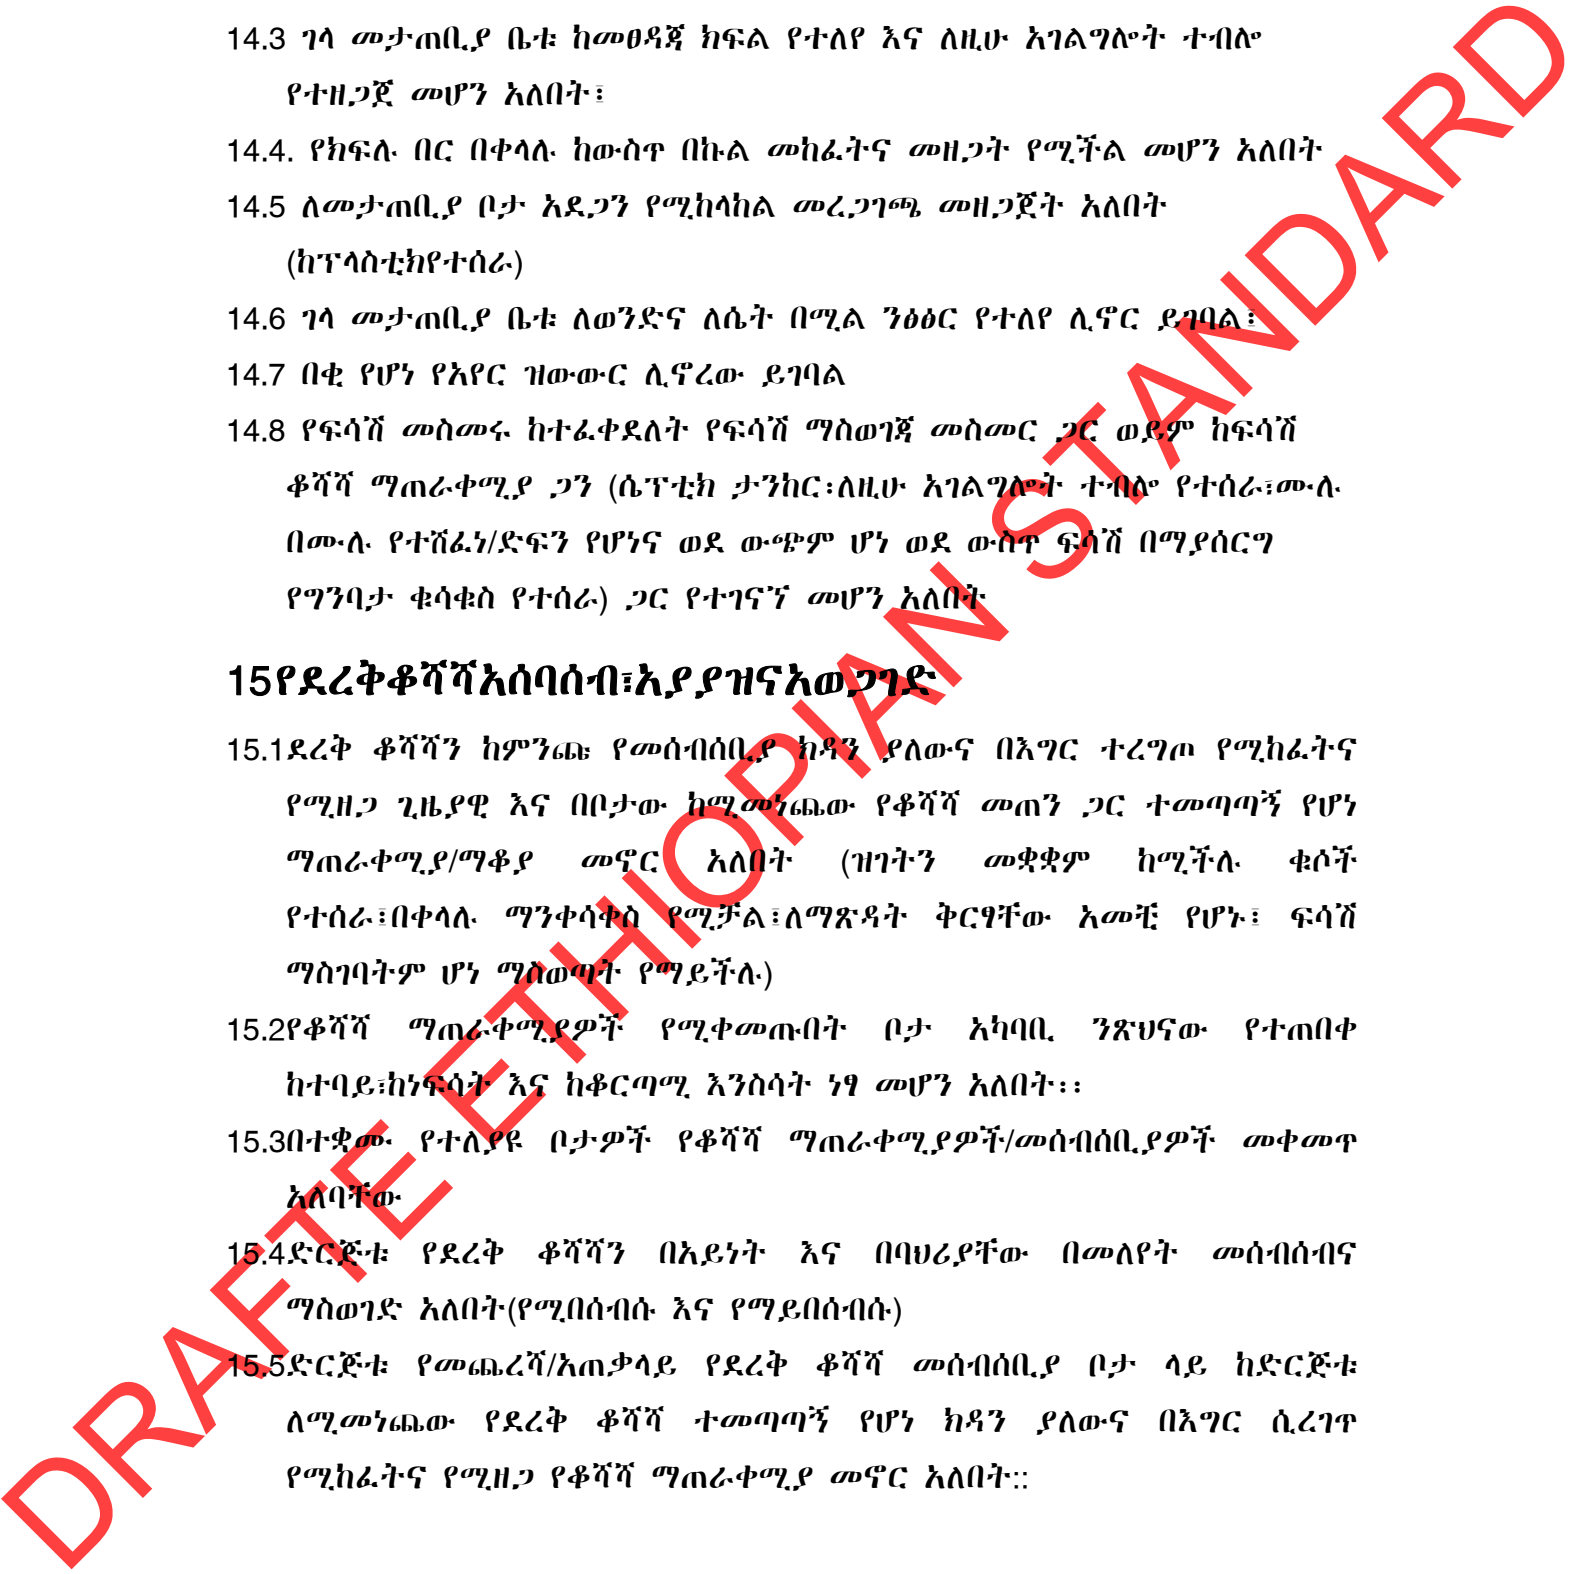 14.3 ገላ መታጠቢያ ቤቱ ከመፀዳጃ ክፍል የተለየ እና ለዚሁ አገልግሎት ተብሎ
የተዘጋጀ መሆን አለበት፤
14.4. የክፍሉ በር በቀላሉ ከውስጥ በኩል መከፈትና መዘጋት የሚችል መሆን አለበት
14.5 ለመታጠቢያ ቦታ አደጋን የሚከላከል መረጋገጫ መዘጋጀት አለበት
(ከፕላስቲክየተሰራ)
14.6 ገላ መታጠቢያ ቤቱ ለወንድና ለሴት በሚል ንፅፅር የተለየ ሊኖር ይገባል፤
14.7 በቂ የሆነ የአየር ዝውውር ሊኖረው ይገባል
14.8 የፍሳሽ መስመሩ ከተፈቀደለት የፍሳሽ ማስወገጃ መስመር ጋር ወይም ከፍሳሽ
ቆሻሻ ማጠራቀሚያ ጋን (ሴፕቲክ ታንከር፡ለዚሁ አገልግሎት ተብሎ የተሰራ፣ሙሉ
በሙሉ የተሸፈነ/ድፍን የሆነና ወደ ውጭም ሆነ ወደ ውስጥ ፍሳሽ በማያሰርግ
የግንባታ ቁሳቁስ የተሰራ) ጋር የተገናኘ መሆን አለበት
15የደረቅቆሻሻአሰባሰብ፣አያያዝናአወጋገድ
15.1ደረቅ ቆሻሻን ከምንጩ የመሰብሰቢያ ክዳን ያለውና በእግር ተረግጦ የሚከፈትና
የሚዘጋ ጊዜያዊ እና በቦታው ከሚመነጨው የቆሻሻ መጠን ጋር ተመጣጣኝ የሆነ
ማጠራቀሚያ/ማቆያ መኖር አለበት (ዝገትን መቋቋም ከሚችሉ ቁሶች
የተሰራ፤በቀላሉ ማንቀሳቀስ የሚቻል፤ለማጽዳት ቅርፃቸው አመቺ የሆኑ፤ ፍሳሽ
ማስገባትም ሆነ ማስወጣት የማይችሉ)
15.2የቆሻሻ ማጠራቀሚያዎች የሚቀመጡበት ቦታ አካባቢ ንጽህናው የተጠበቀ
ከተባይ፣ከነፍሳት እና ከቆርጣሚ እንስሳት ነፃ መሆን አለበት፡፡
15.3በተቋሙ የተለያዩ ቦታዎች የቆሻሻ ማጠራቀሚያዎች/መሰብሰቢያዎች መቀመጥ
አለባቸው
15.4ድርጅቱ የደረቅ ቆሻሻን በአይነት እና በባህሪያቸው በመለየት መሰብሰብና
ማስወገድ አለበት(የሚበሰብሱ እና የማይበሰብሱ)
15.5ድርጅቱ የመጨረሻ/አጠቃላይ የደረቅ ቆሻሻ መሰብሰቢያ ቦታ ላይ ከድርጅቱ
ለሚመነጨው የደረቅ ቆሻሻ ተመጣጣኝ የሆነ ክዳን ያለውና በእግር ሲረገጥ
የሚከፈትና የሚዘጋ የቆሻሻ ማጠራቀሚያ መኖር አለበት::
DRAFTE ETHIOPIAN STANDARD